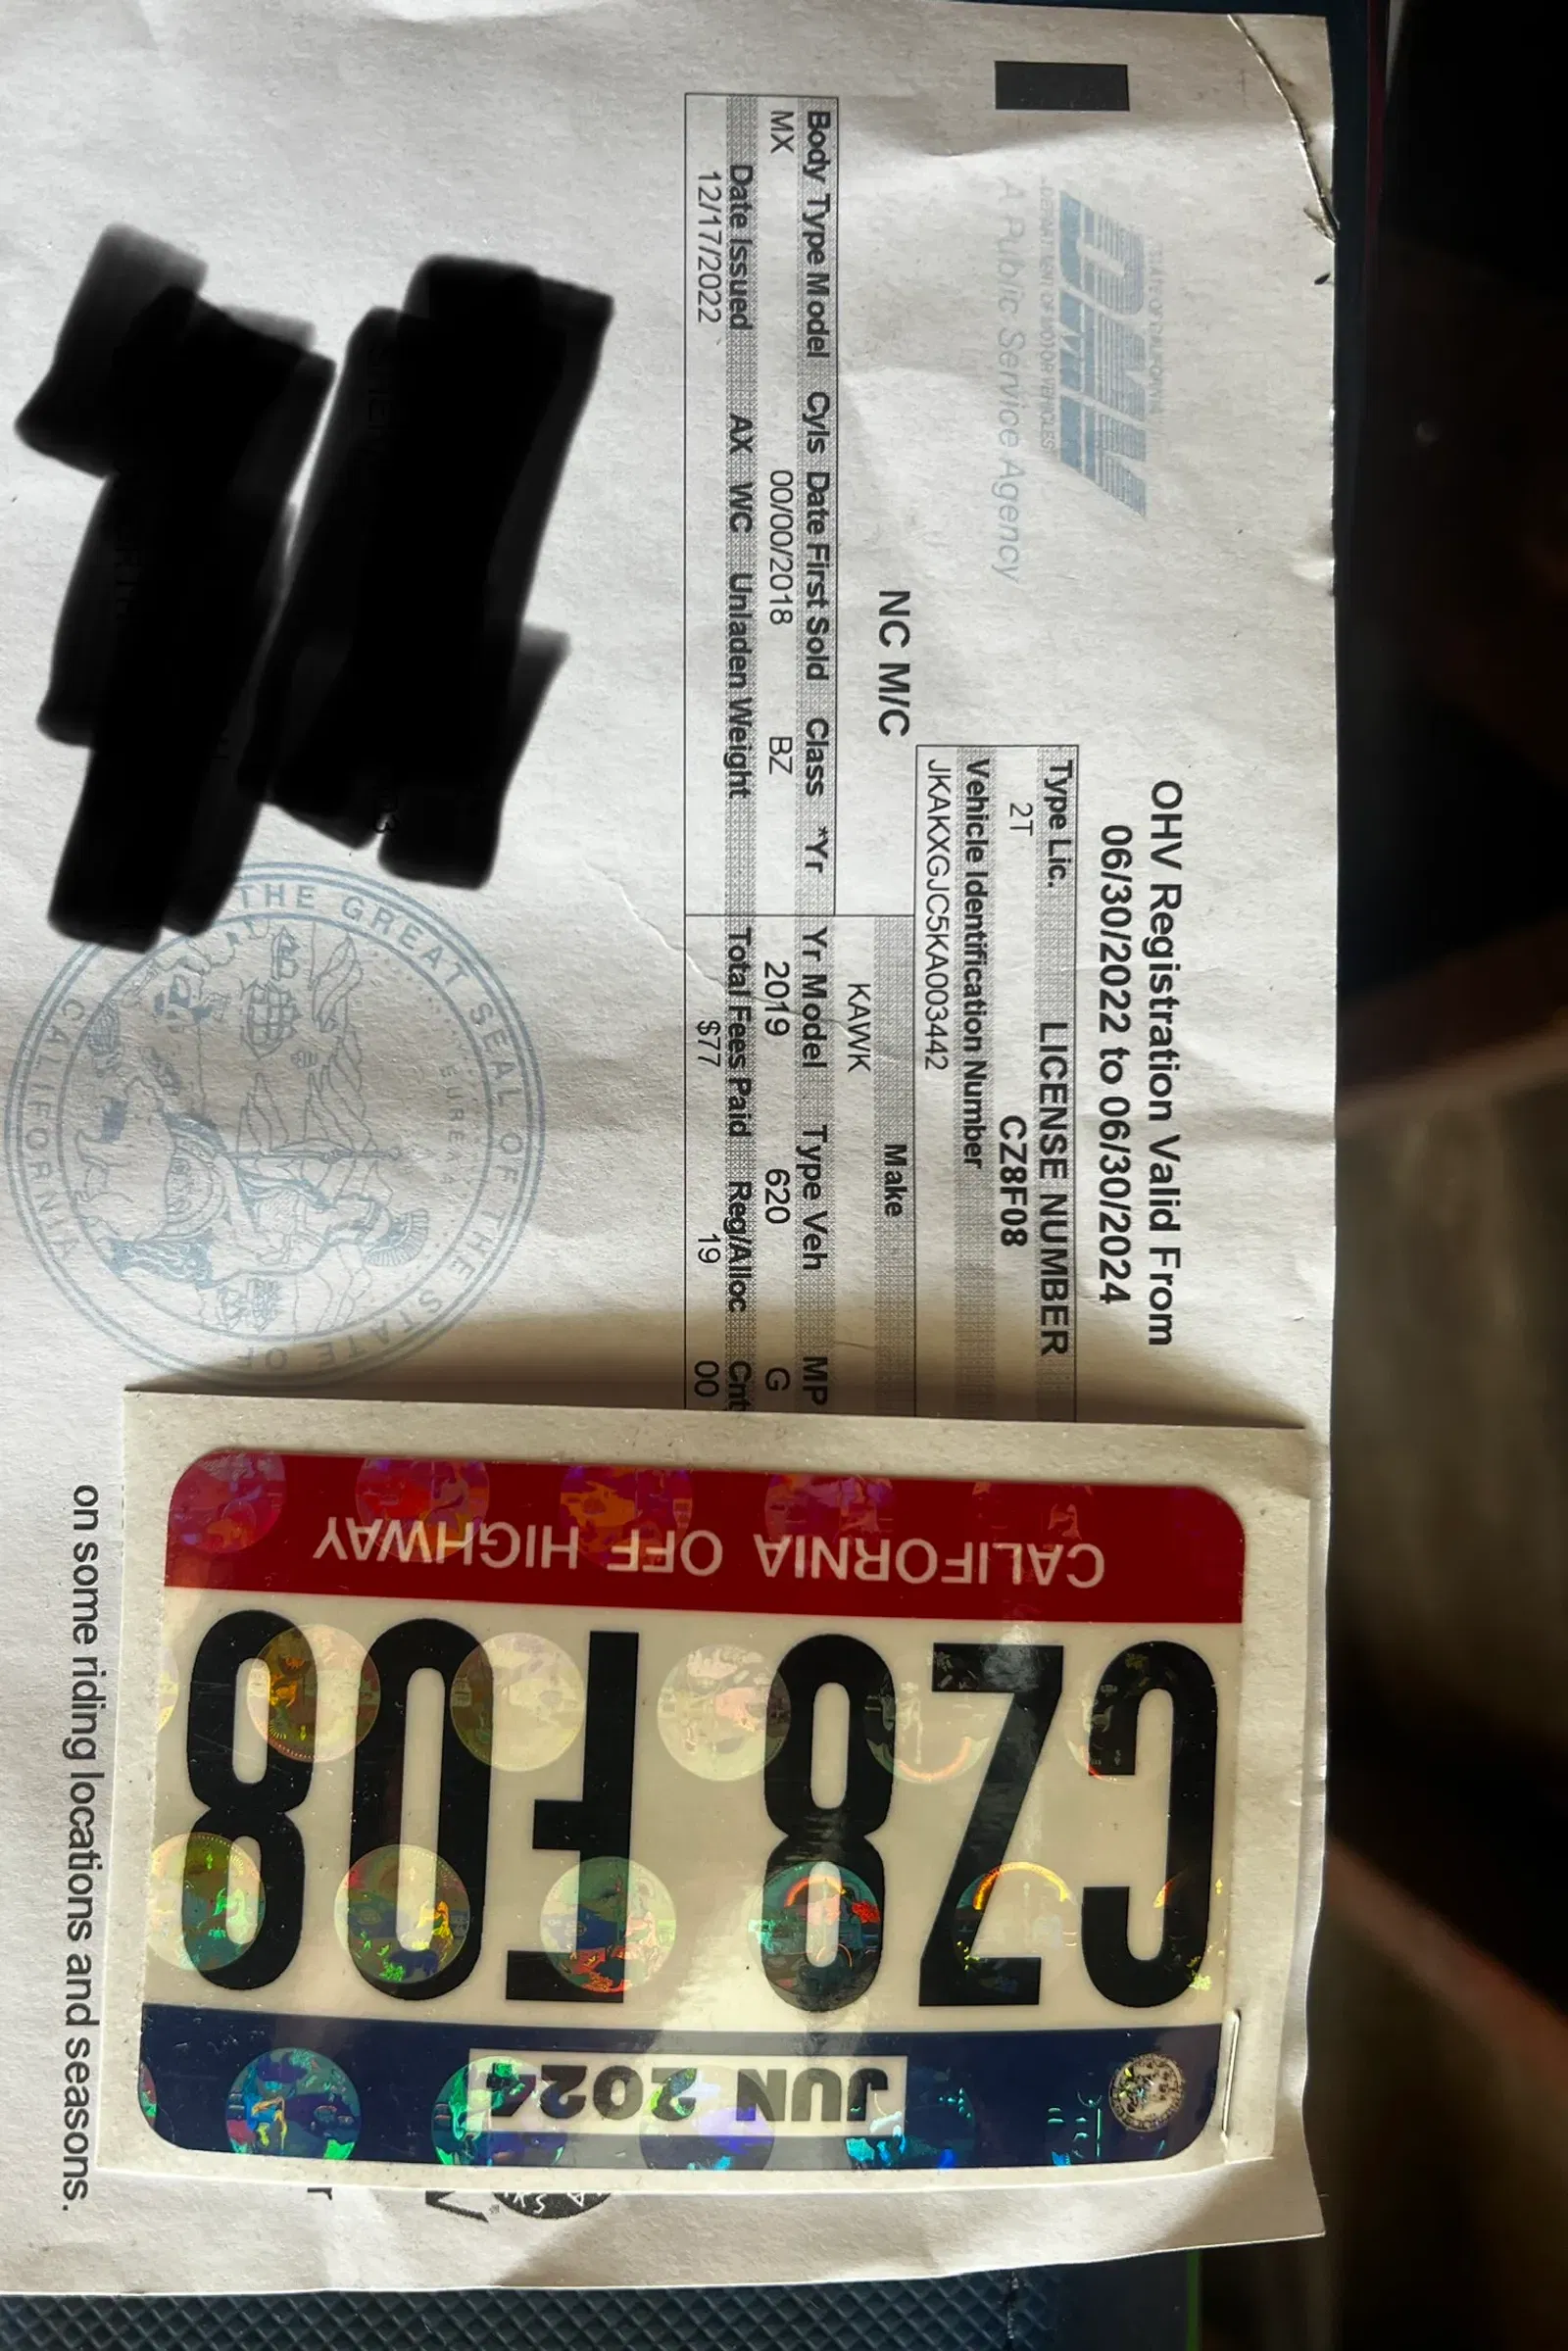 STATE OF CALIFORNIA
DMV
DEPARTMENT OF MOTOR VEHICLES
A Public Service Agency
OHV Registration Valid From
06/30/2022 to 06/30/2024
Type Lic. LICENSE NUMBER
2T CZ8F08
Vehicle Identification Number
JKAKXGJC5KA003442
NC M/C
Make
KAWK
Body Type Model Cyls Date First Sold Class *Yr Yr Model Type Veh MP
MX 00/00/2018 BZ 2019 620 G
Date Issued AX WC Unladen Weight Total Fees Paid Reg/Alloc Cnt
12/17/2022 $77 19 00
THE GREAT SEAL OF THE STATE OF CALIFORNIA
EUREKA
on some riding locations and seasons.
JUN 2024
CZ8F08
CALIFORNIA OFF HIGHWAY